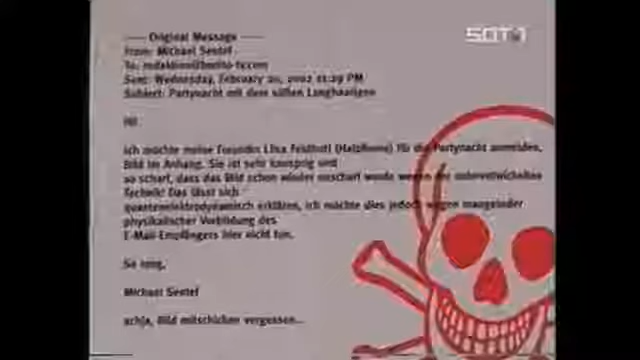 SAT.1
----- Original Message -----
From: Michael Sentef
To:
Sent: Wednesday, February 20, 2002 11:29 PM
Subject: Partynacht mit dem süßen Langhaarigen
Hi!
ich möchte meine Freundin Lisa (Halzhome) für die Partynacht anmelden,
Bild im Anhang. Sie ist sehr knusprig und
so scharf, dass das Bild schon wieder unscharf wurde wegen der unterentwickelten
Technik! Das lässt sich
quantenelektrodynamisch erklären, ich möchte dies jedoch wegen mangelnder
physikalischer Vorbildung des
E-Mail-Empfängers hier nicht tun.
So long,
Michael Sentef
achja, Bild mitschicken vergessen...